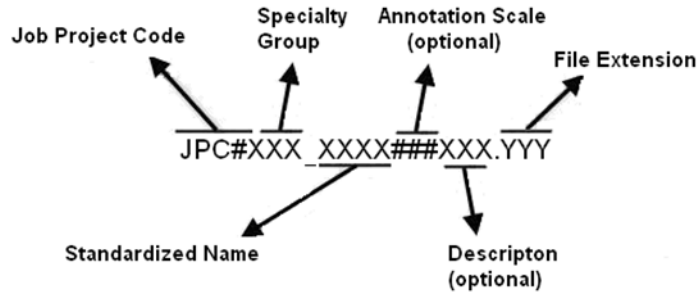 Job Project Code
Specialty
Group
Annotation Scale
(optional)
File Extension
JPC#XXX_XXXX###XXX.YYY
Standardized Name
Descripton
(optional)